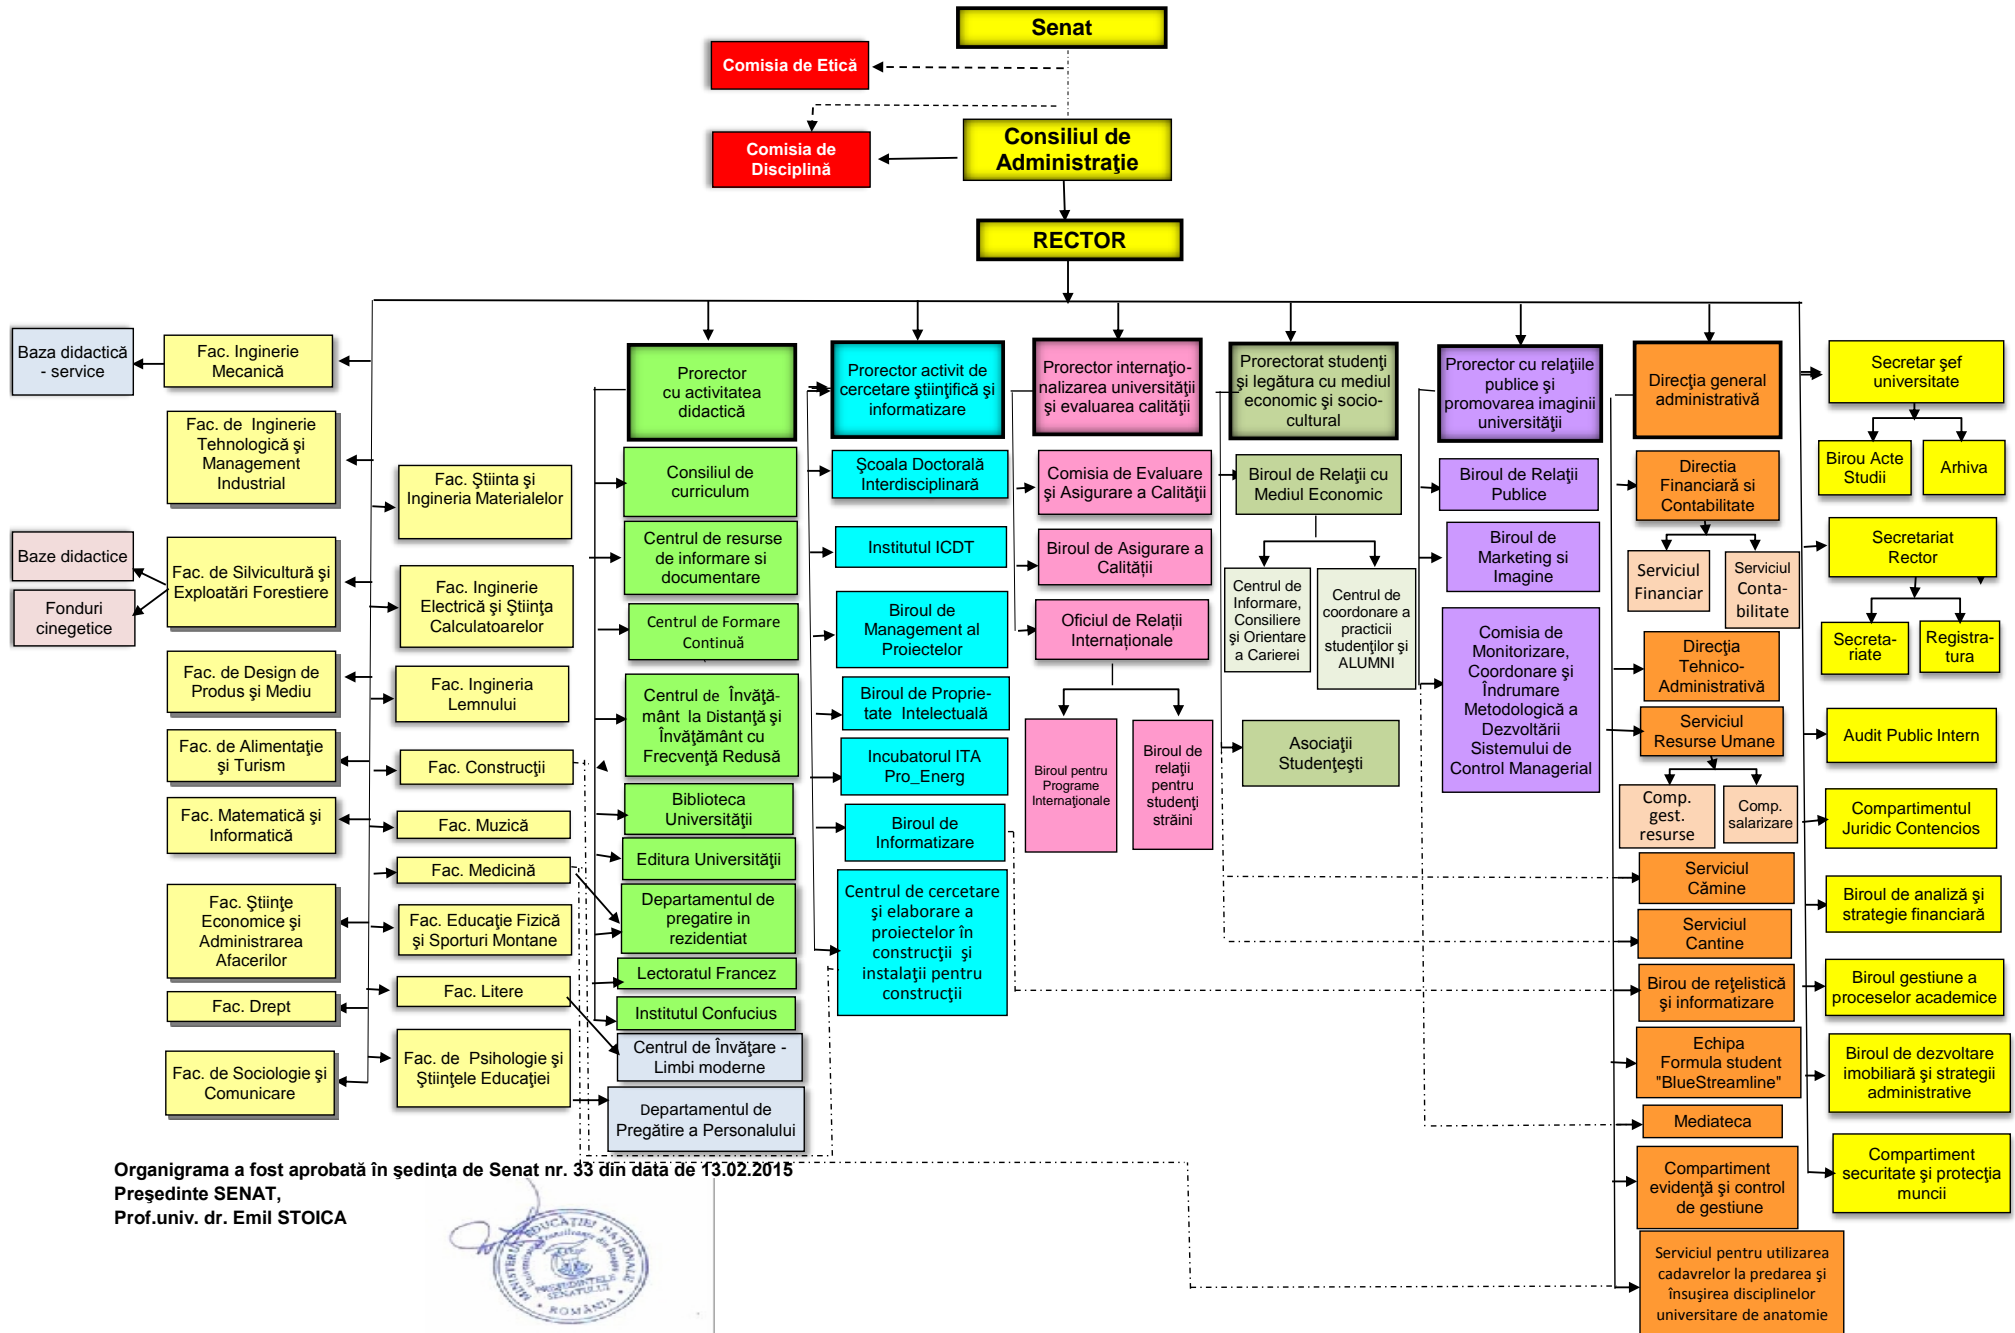 Senat
Comisia de Etică
Consiliul de
Administraţie
Comisia de
Disciplină
RECTOR
Baza didactică
- service
Fac. Inginerie
Mecanică
Fac. de Inginerie
Tehnologică şi
Management
Industrial
Baze didactice
Fonduri
cinegetice
Fac. de Silvicultură şi
Exploatări Forestiere
Fac. de Design de
Produs şi Mediu
Fac. de Alimentaţie
şi Turism
Fac. Matematică şi
Informatică
Fac. Ştiinţe
Economice şi
Administrarea
Afacerilor
Fac. Drept
Fac. de Sociologie şi
Comunicare
Fac. Ştiinta şi
Ingineria Materialelor
Fac. Inginerie
Electrică şi Ştiinţa
Calculatoarelor
Fac. Ingineria
Lemnului
Fac. Construcţii
Fac. Muzică
Fac. Medicină
Fac. Educaţie Fizică
şi Sporturi Montane
Fac. Litere
Fac. de Psihologie şi
Ştiinţele Educaţiei
Prorector
cu activitatea
didactică
Consiliul de
curriculum
Centrul de resurse
de informare si
documentare
Centrul de Formare
Continuă
Centrul de Învăţă-
mânt la Distanţă şi
Învăţământ cu
Frecvenţă Redusă
Biblioteca
Universităţii
Editura Universităţii
Departamentul de
pregatire in
rezidentiat
Lectoratul Francez
Institutul Confucius
Centrul de Învăţare -
Limbi moderne
Departamentul de
Pregătire a Personalului
Prorector activit de
cercetare ştiinţifică şi
informatizare
Şcoala Doctorală
Interdisciplinară
Institutul ICDT
Biroul de
Management al
Proiectelor
Biroul de Proprie-
tate Intelectuală
Incubatorul ITA
Pro_Energ
Biroul de
Informatizare
Centrul de cercetare
şi elaborare a
proiectelor în
construcţii şi
instalaţii pentru
construcţii
Prorector internaţio-
nalizarea universităţii
şi evaluarea calităţii
Comisia de Evaluare
şi Asigurare a Calităţii
Biroul de Asigurare a
Calității
Oficiul de Relații
Internaționale
Biroul pentru
Programe
Internaţionale
Biroul de
relaţii
pentru
studenţi
străini
Prorectorat studenţi
şi legătura cu mediul
economic şi socio-
cultural
Biroul de Relaţii cu
Mediul Economic
Centrul de
Informare,
Consiliere
şi Orientare
a Carierei
Centrul de
coordonare a
practicii
studenţilor şi
ALUMNI
Asociaţii
Studenţeşti
Prorector cu relaţiile
publice şi
promovarea imaginii
universităţii
Biroul de Relaţii
Publice
Biroul de
Marketing si
Imagine
Comisia de
Monitorizare,
Coordonare şi
Îndrumare
Metodologică a
Dezvoltării
Sistemului de
Control Managerial
Direcţia general
administrativă
Directia
Financiară si
Contabilitate
Serviciul
Financiar
Serviciul
Conta-
bilitate
Direcţia
Tehnico-
Administrativă
Serviciul
Resurse Umane
Comp.
gest.
resurse
Comp.
salarizare
Serviciul
Cămine
Serviciul
Cantine
Birou de reţelistică
şi informatizare
Echipa
Formula student
"BlueStreamline"
Mediateca
Compartiment
evidenţă şi control
de gestiune
Serviciul pentru utilizarea
cadavrelor la predarea şi
însuşirea disciplinelor
universitare de anatomie
Secretar şef
universitate
Birou Acte
Studii
Arhiva
Secretariat
Rector
Secreta-
riate
Registra-
tura
Audit Public Intern
Compartimentul
Juridic Contencios
Biroul de analiză şi
strategie financiară
Biroul gestiune a
proceselor academice
Biroul de dezvoltare
imobiliară şi strategii
administrative
Compartiment
securitate şi protecţia
muncii
Organigrama a fost aprobată în şedinţa de Senat nr. 33 din data de 13.02.2015
Preşedinte SENAT,
Prof.univ. dr. Emil STOICA
MINISTERUL EDUCAŢIEI NAŢIONALE
Universitatea Transilvania din Braşov
PREŞEDINTELE
SENATULUI
ROMÂNIA